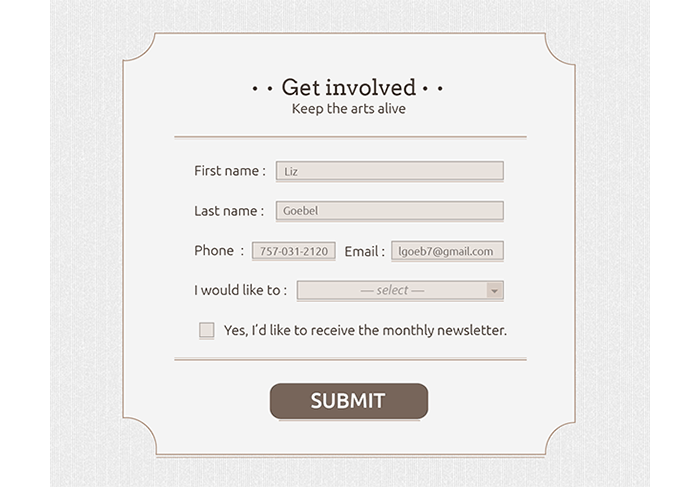 • • Get involved • •
Keep the arts alive
First name : Liz
Last name : Goebel
Phone : 757-031-2120 Email : lgoeb7@gmail.com
I would like to : — select —
Yes, I'd like to receive the monthly newsletter.
SUBMIT